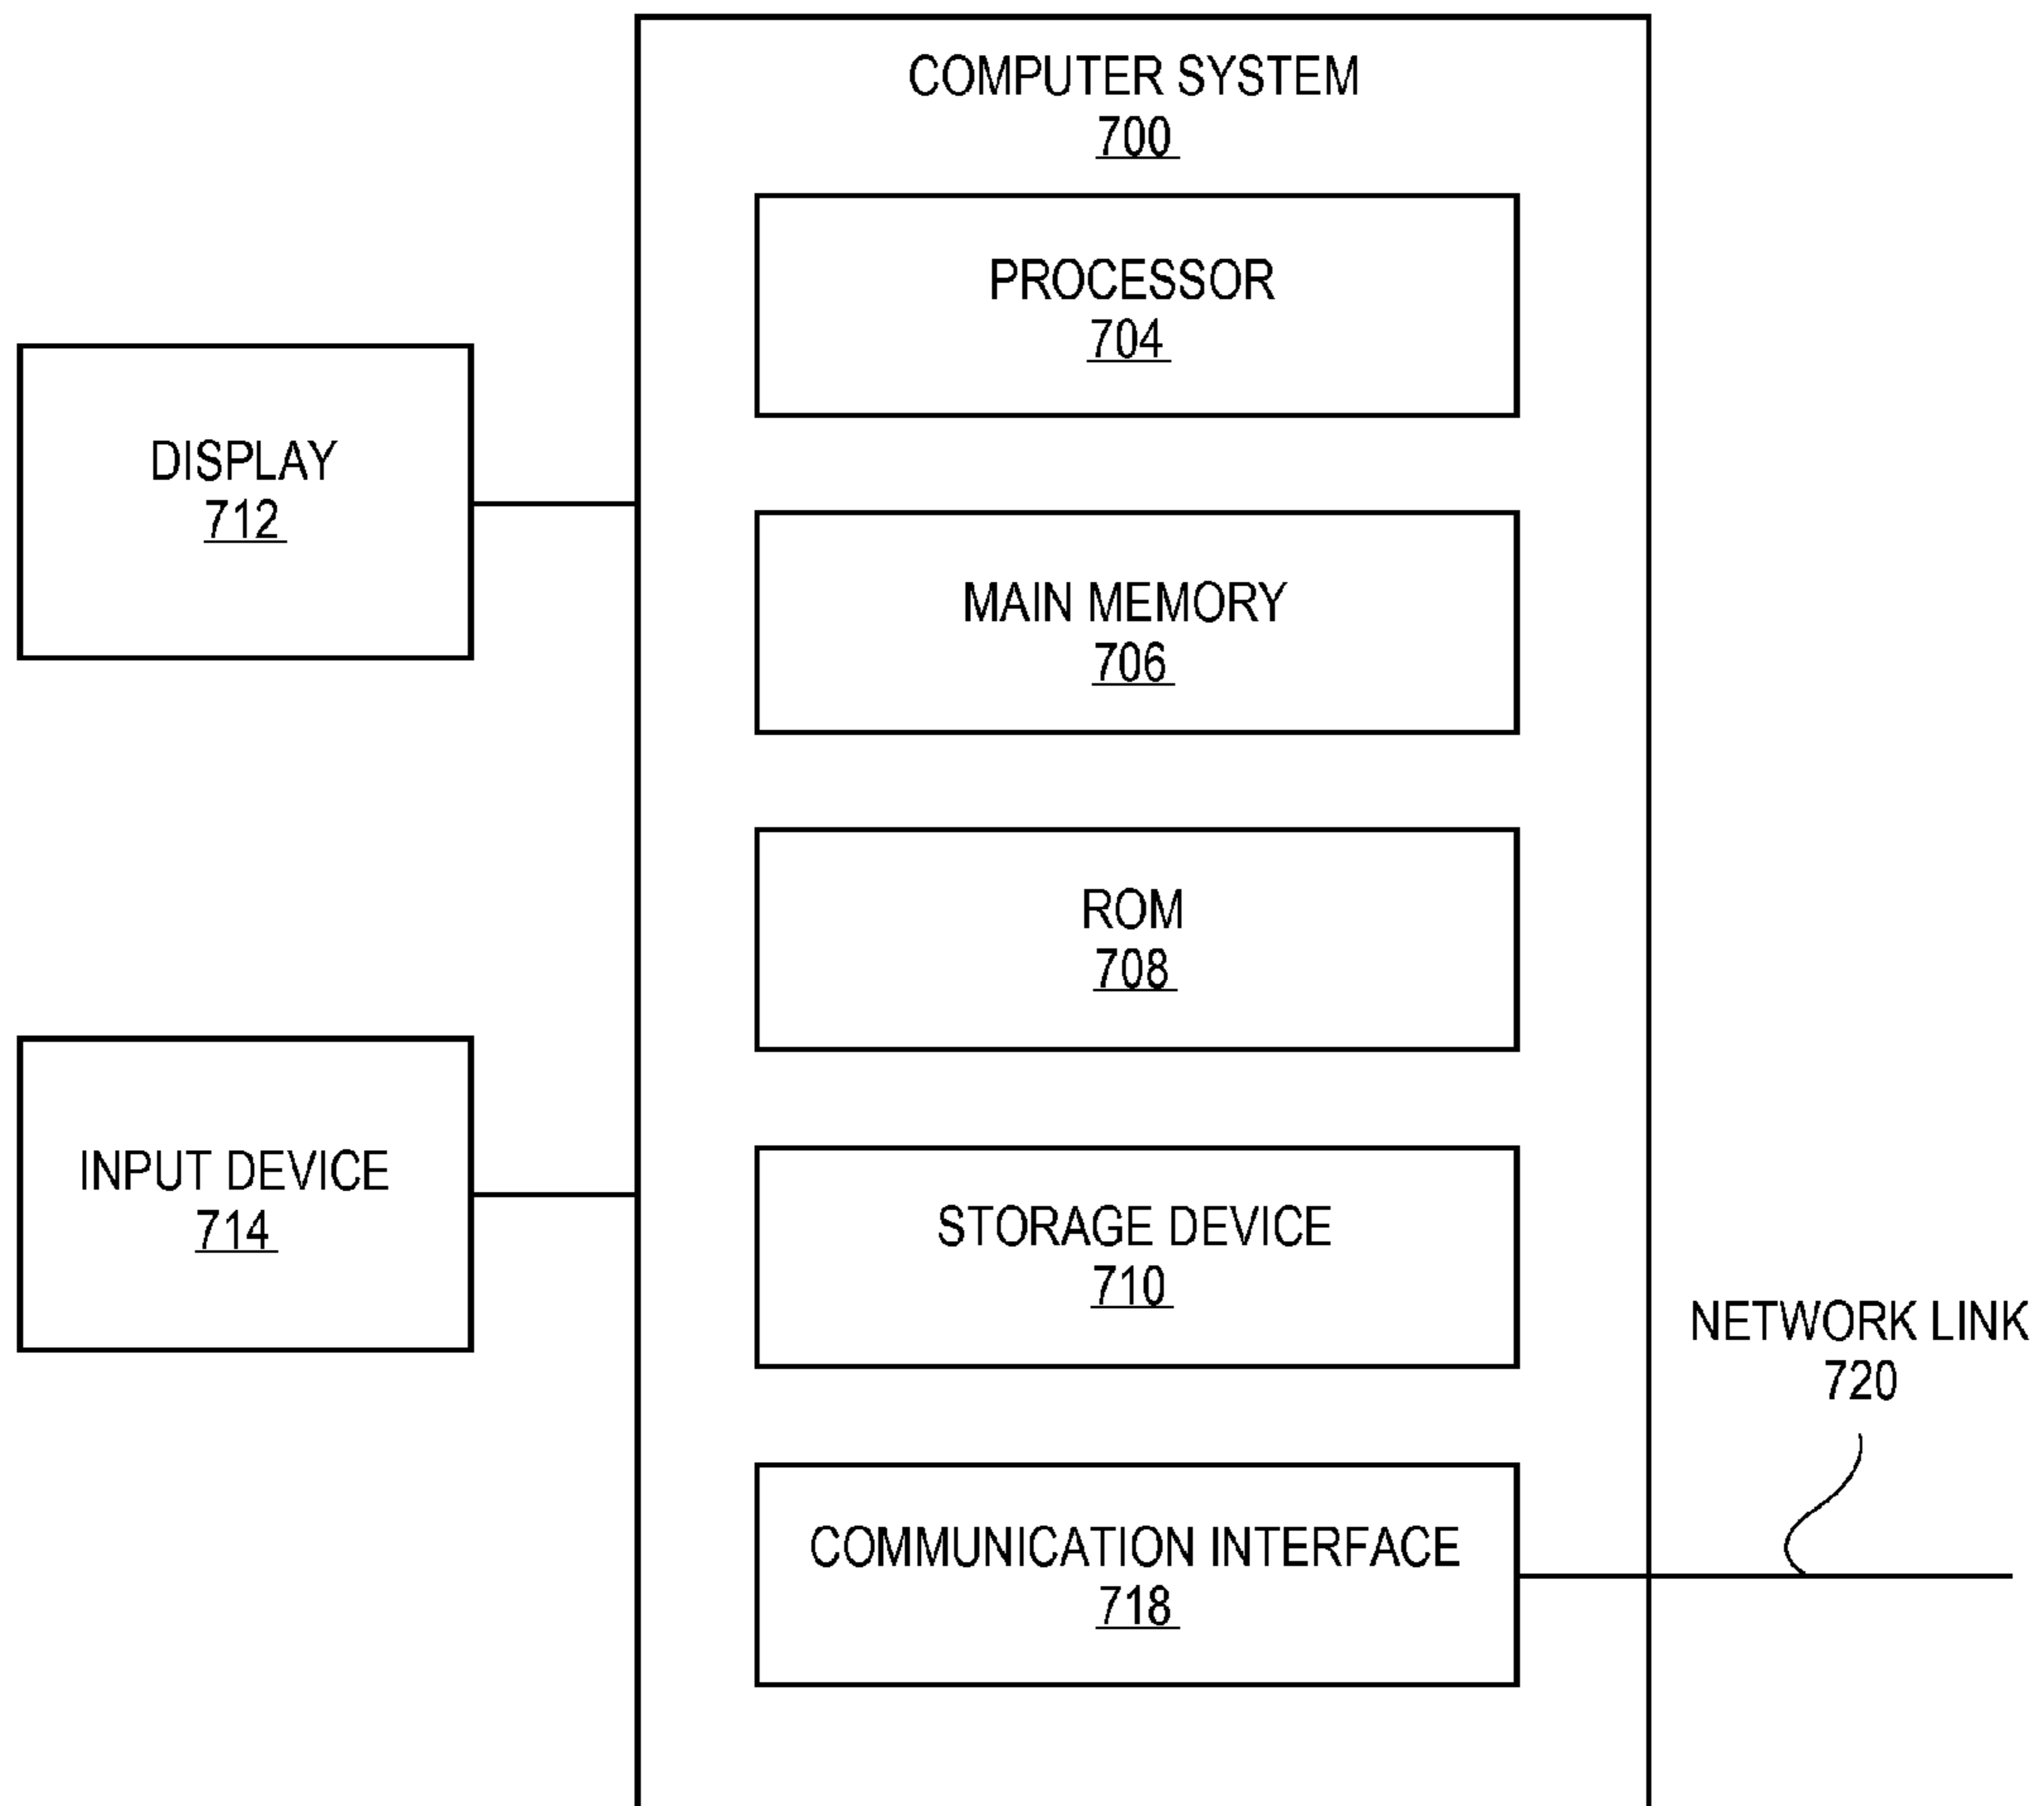 COMPUTER SYSTEM
700
PROCESSOR
704
DISPLAY
712
MAIN MEMORY
706
ROM
708
INPUT DEVICE
714
STORAGE DEVICE
710
NETWORK LINK
720
COMMUNICATION INTERFACE
718